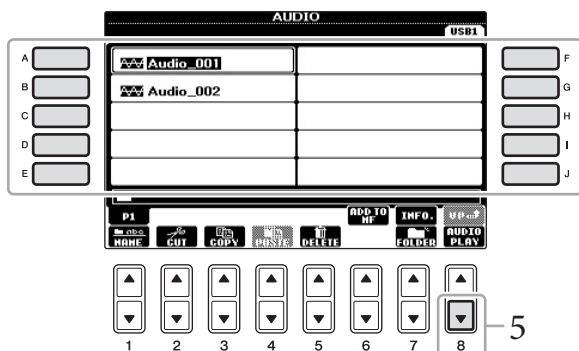 AUDIO
USB1
A
Audio_001
F
B
Audio_002
G
C
H
D
I
E
J
P1
ADD TO MF
INFO.
UP
abc NAME
CUT
COPY
PASTE
DELETE
FOLDER
AUDIO PLAY
5
1 2 3 4 5 6 7 8